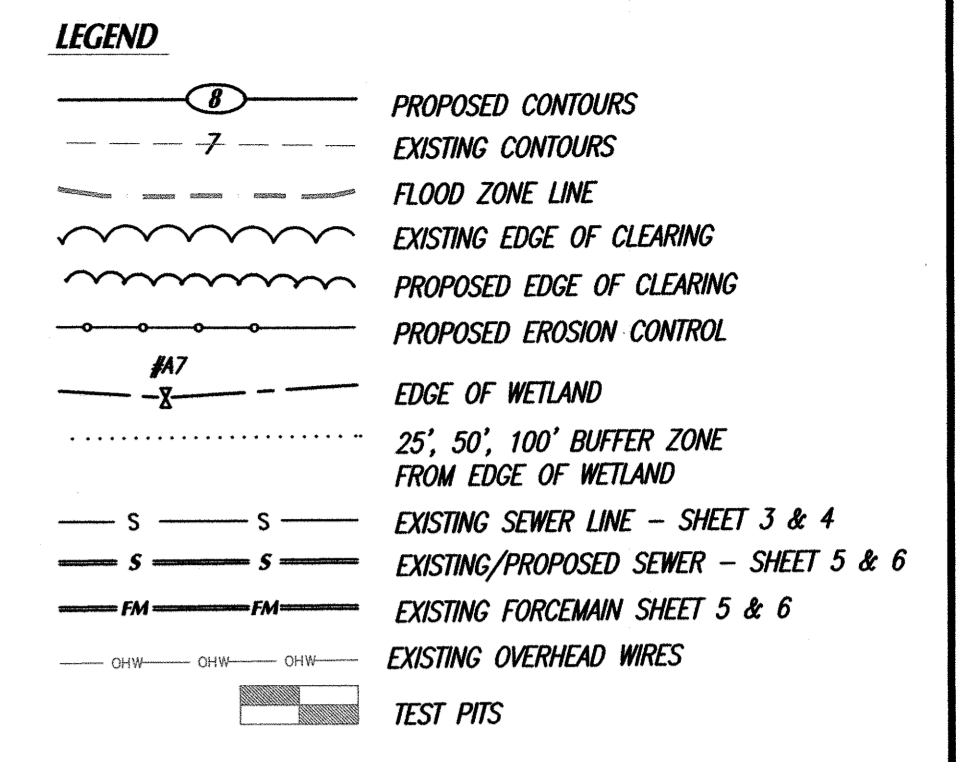 LEGEND
8 PROPOSED CONTOURS
7 EXISTING CONTOURS
FLOOD ZONE LINE
EXISTING EDGE OF CLEARING
PROPOSED EDGE OF CLEARING
PROPOSED EROSION CONTROL
#A7
EDGE OF WETLAND
25', 50', 100' BUFFER ZONE
FROM EDGE OF WETLAND
S S EXISTING SEWER LINE – SHEET 3 & 4
S S EXISTING/PROPOSED SEWER – SHEET 5 & 6
FM FM EXISTING FORCEMAIN SHEET 5 & 6
OHW OHW OHW EXISTING OVERHEAD WIRES
TEST PITS